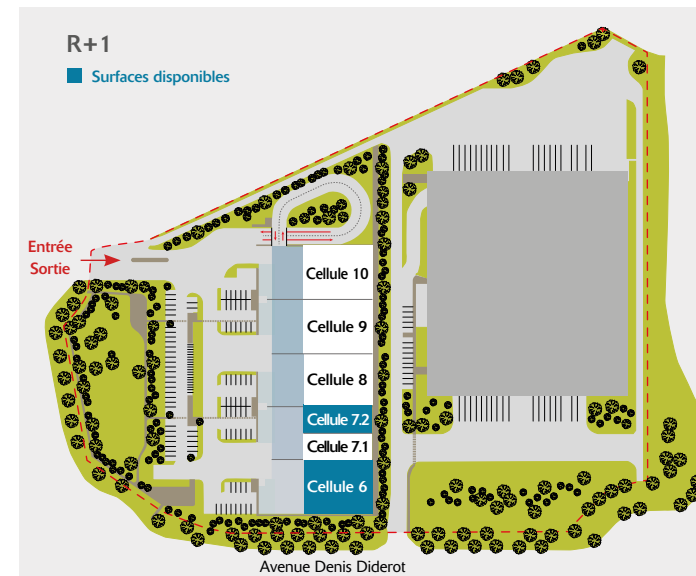 R+1
Surfaces disponibles
Entrée
Sortie
Cellule 10
Cellule 9
Cellule 8
Cellule 7.2
Cellule 7.1
Cellule 6
Avenue Denis Diderot